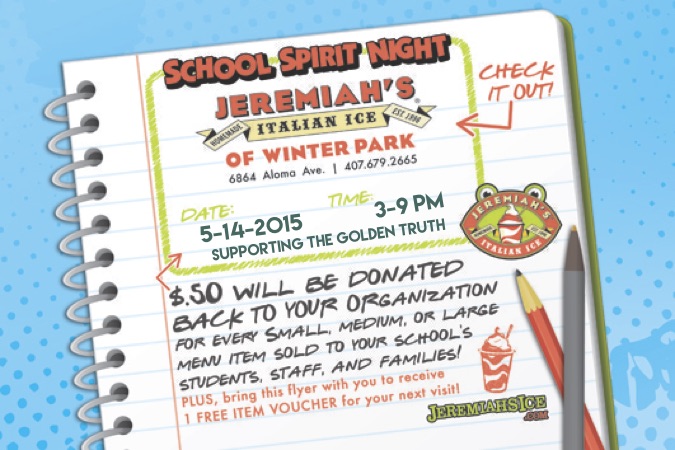 SCHOOL SPIRIT NIGHT
JEREMIAH'S
HOMEMADE ITALIAN ICE EST. 1996
OF WINTER PARK
6864 Aloma Ave. | 407.679.2665
CHECK
IT OUT!
DATE: TIME:
5-14-2015 3-9 PM
SUPPORTING THE GOLDEN TRUTH
JEREMIAH'S
ITALIAN ICE
$.50 WILL BE DONATED
BACK TO YOUR ORGANIZATION
FOR EVERY SMALL, MEDIUM, OR LARGE
MENU ITEM SOLD TO YOUR SCHOOL'S
STUDENTS, STAFF, AND FAMILIES!
PLUS, bring this flyer with you to receive
1 FREE ITEM VOUCHER for your next visit!
JEREMIAHSICE
.COM